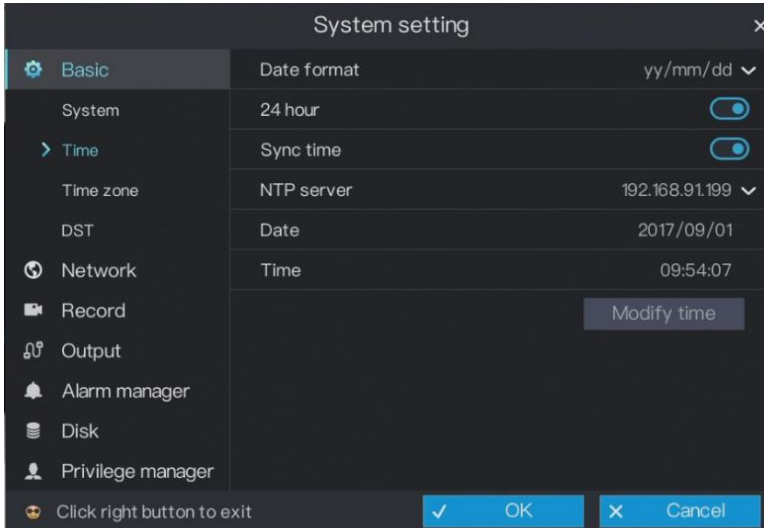 System setting
Basic
System
Time
Time zone
DST
Network
Record
Output
Alarm manager
Disk
Privilege manager
Date format yy/mm/dd
24 hour
Sync time
NTP server 192.168.91.199
Date 2017/09/01
Time 09:54:07
Modify time
Click right button to exit
OK
Cancel